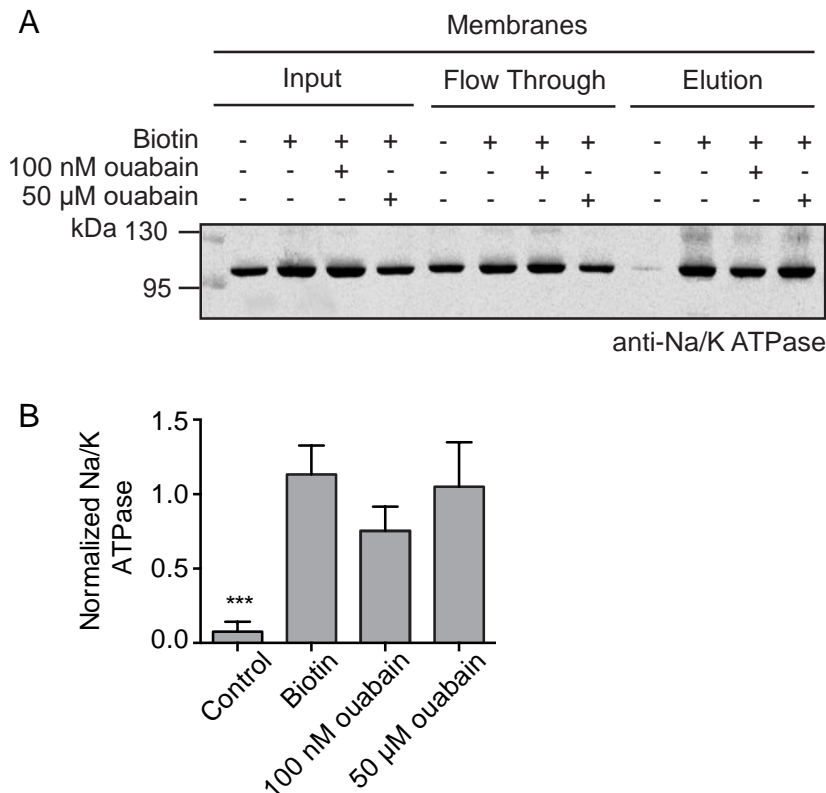 A
Membranes
Input Flow Through Elution
Biotin - + + + - + + + - + + +
100 nM ouabain - - + - - - + - - - + -
50 µM ouabain - - - + - - - + - - - +
kDa 130
95
anti-Na/K ATPase
B
Normalized Na/K
ATPase
1.5
1.0
0.5
0.0
***
Control
Biotin
100 nM ouabain
50 µM ouabain